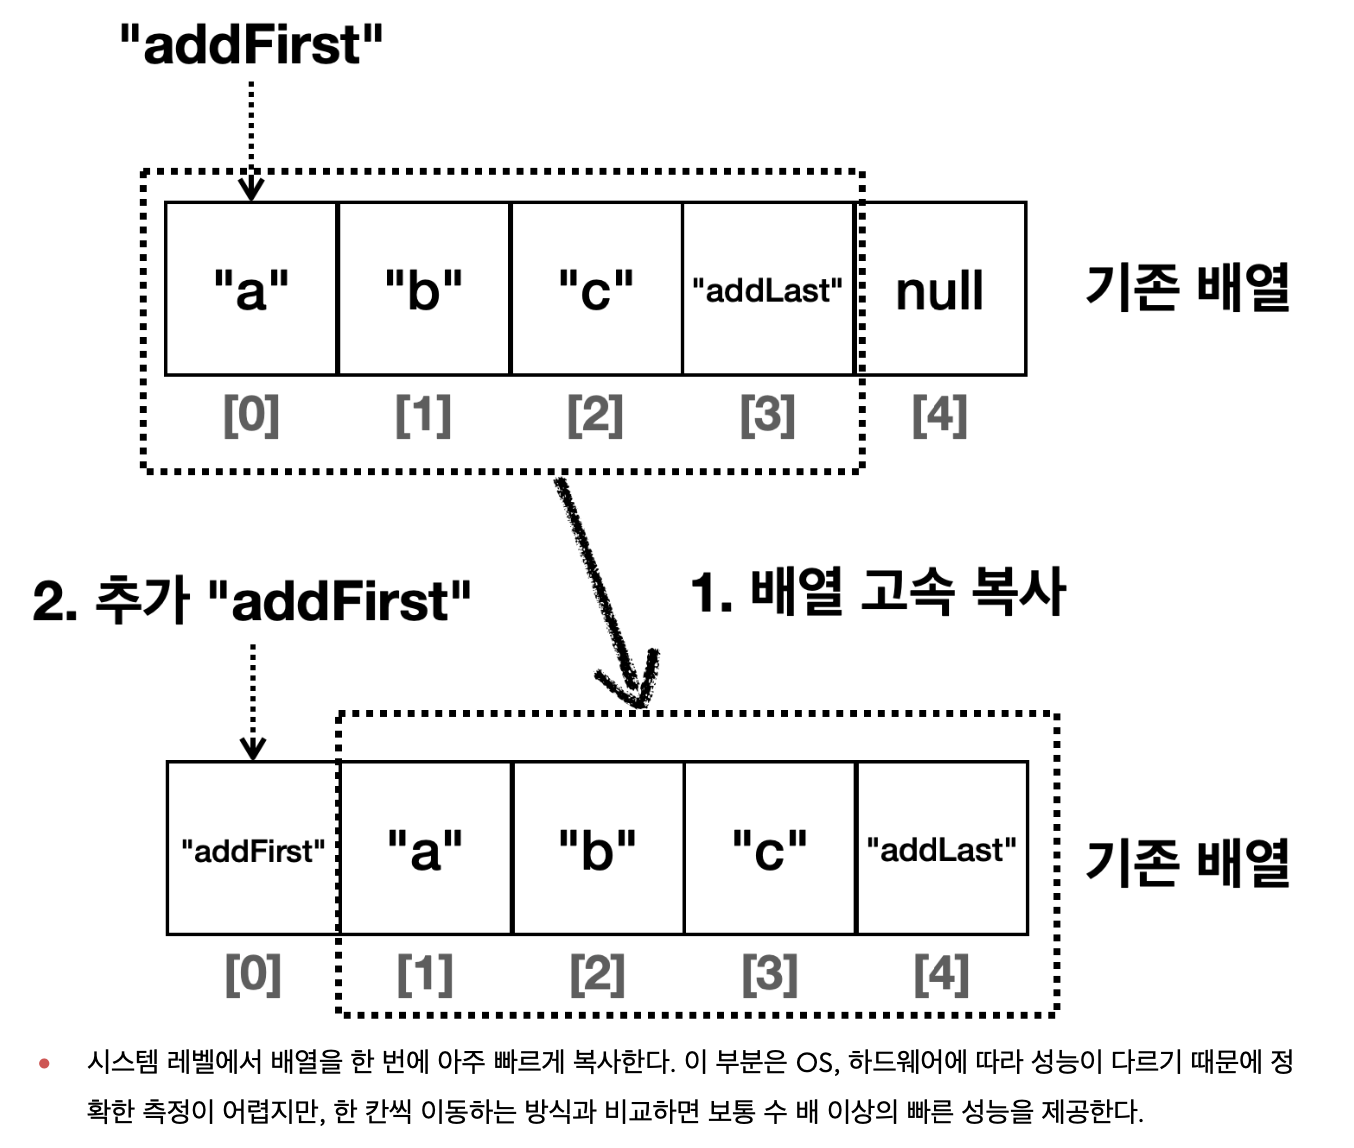 "addFirst"
"a" "b" "c" "addLast" null 기존 배열
[0] [1] [2] [3] [4]
2. 추가 "addFirst" 1. 배열 고속 복사
"addFirst" "a" "b" "c" "addLast" 기존 배열
[0] [1] [2] [3] [4]
• 시스템 레벨에서 배열을 한 번에 아주 빠르게 복사한다. 이 부분은 OS, 하드웨어에 따라 성능이 다르기 때문에 정
확한 측정이 어렵지만, 한 칸씩 이동하는 방식과 비교하면 보통 수 배 이상의 빠른 성능을 제공한다.